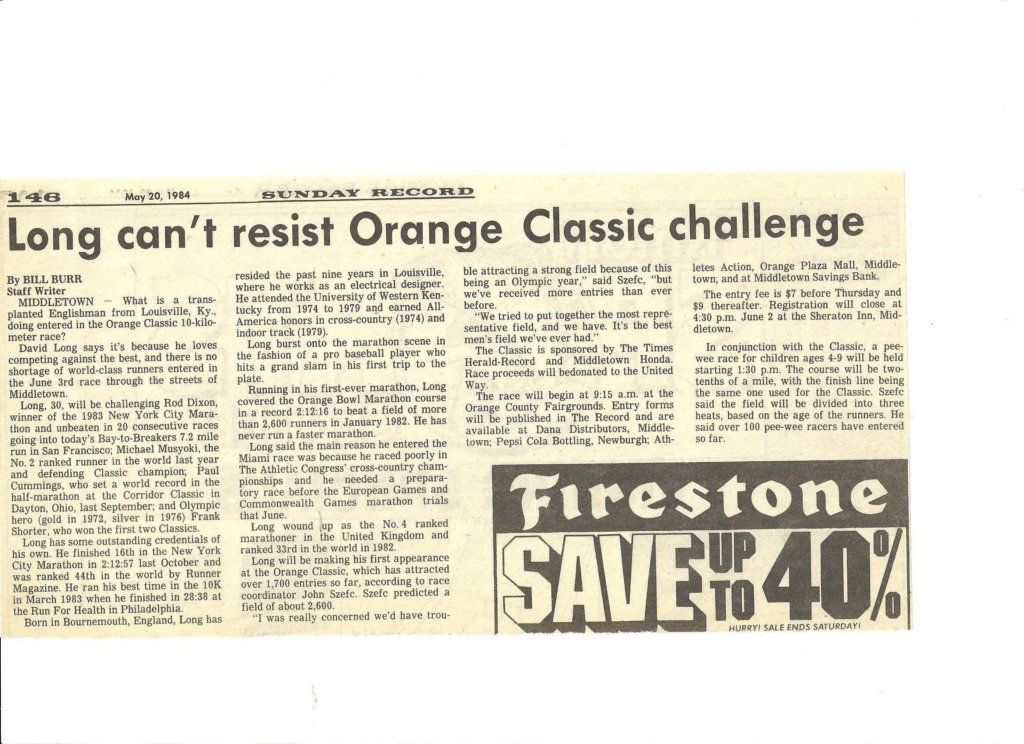 146 May 20, 1984 SUNDAY RECORD
Long can't resist Orange Classic challenge
By BILL BURR
Staff Writer
MIDDLETOWN — What is a trans-
planted Englishman from Louisville, Ky.,
doing entered in the Orange Classic 10-kilo-
meter race?
David Long says it's because he loves
competing against the best, and there is no
shortage of world-class runners entered in
the June 3rd race through the streets of
Middletown.
Long, 30, will be challenging Rod Dixon,
winner of the 1983 New York City Mara-
thon and unbeaten in 20 consecutive races
going into today's Bay-to-Breakers 7.2 mile
run in San Francisco; Michael Musyoki, the
No. 2 ranked runner in the world last year
and defending Classic champion; Paul
Cummings, who set a world record in the
half-marathon at the Corridor Classic in
Dayton, Ohio, last September; and Olympic
hero (gold in 1972, silver in 1976) Frank
Shorter, who won the first two Classics.
Long has some outstanding credentials of
his own. He finished 16th in the New York
City Marathon in 2:12:57 last October and
was ranked 44th in the world by Runner
Magazine. He ran his best time in the 10K
in March 1983 when he finished in 28:38 at
the Run For Health in Philadelphia.
Born in Bournemouth, England, Long has
resided the past nine years in Louisville,
where he works as an electrical designer.
He attended the University of Western Ken-
tucky from 1974 to 1979 and earned All-
America honors in cross-country (1974) and
indoor track (1979).
Long burst onto the marathon scene in
the fashion of a pro baseball player who
hits a grand slam in his first trip to the
plate.
Running in his first-ever marathon, Long
covered the Orange Bowl Marathon course
in a record 2:12:16 to beat a field of more
than 2,600 runners in January 1982. He has
never run a faster marathon.
Long said the main reason he entered the
Miami race was because he raced poorly in
The Athletic Congress' cross-country cham-
pionships and he needed a prepara-
tory race before the European Games and
Commonwealth Games marathon trials
that June.
Long wound up as the No. 4 ranked
marathoner in the United Kingdom and
ranked 33rd in the world in 1982.
Long will be making his first appearance
at the Orange Classic, which has attracted
over 1,700 entries so far, according to race
coordinator John Szefc. Szefc predicted a
field of about 2,600.
"I was really concerned we'd have trou-
ble attracting a strong field because of this
being an Olympic year," said Szefc, "but
we've received more entries than ever
before.
"We tried to put together the most repre-
sentative field, and we have. It's the best
men's field we've ever had."
The Classic is sponsored by The Times
Herald-Record and Middletown Honda.
Race proceeds will bedonated to the United
Way.
The race will begin at 9:15 a.m. at the
Orange County Fairgrounds. Entry forms
will be published in The Record and are
available at Dana Distributors, Middle-
town; Pepsi Cola Bottling, Newburgh; Ath-
letes Action, Orange Plaza Mall, Middle-
town; and at Middletown Savings Bank.
The entry fee is $7 before Thursday and
$9 thereafter. Registration will close at
4:30 p.m. June 2 at the Sheraton Inn, Mid-
dletown.
In conjunction with the Classic, a pee-
wee race for children ages 4-9 will be held
starting 1:30 p.m. The course will be two-
tenths of a mile, with the finish line being
the same one used for the Classic. Szefc
said the field will be divided into three
heats, based on the age of the runners. He
said over 100 pee-wee racers have entered
so far.
Firestone
SAVE UP TO 40%
HURRY! SALE ENDS SATURDAY!